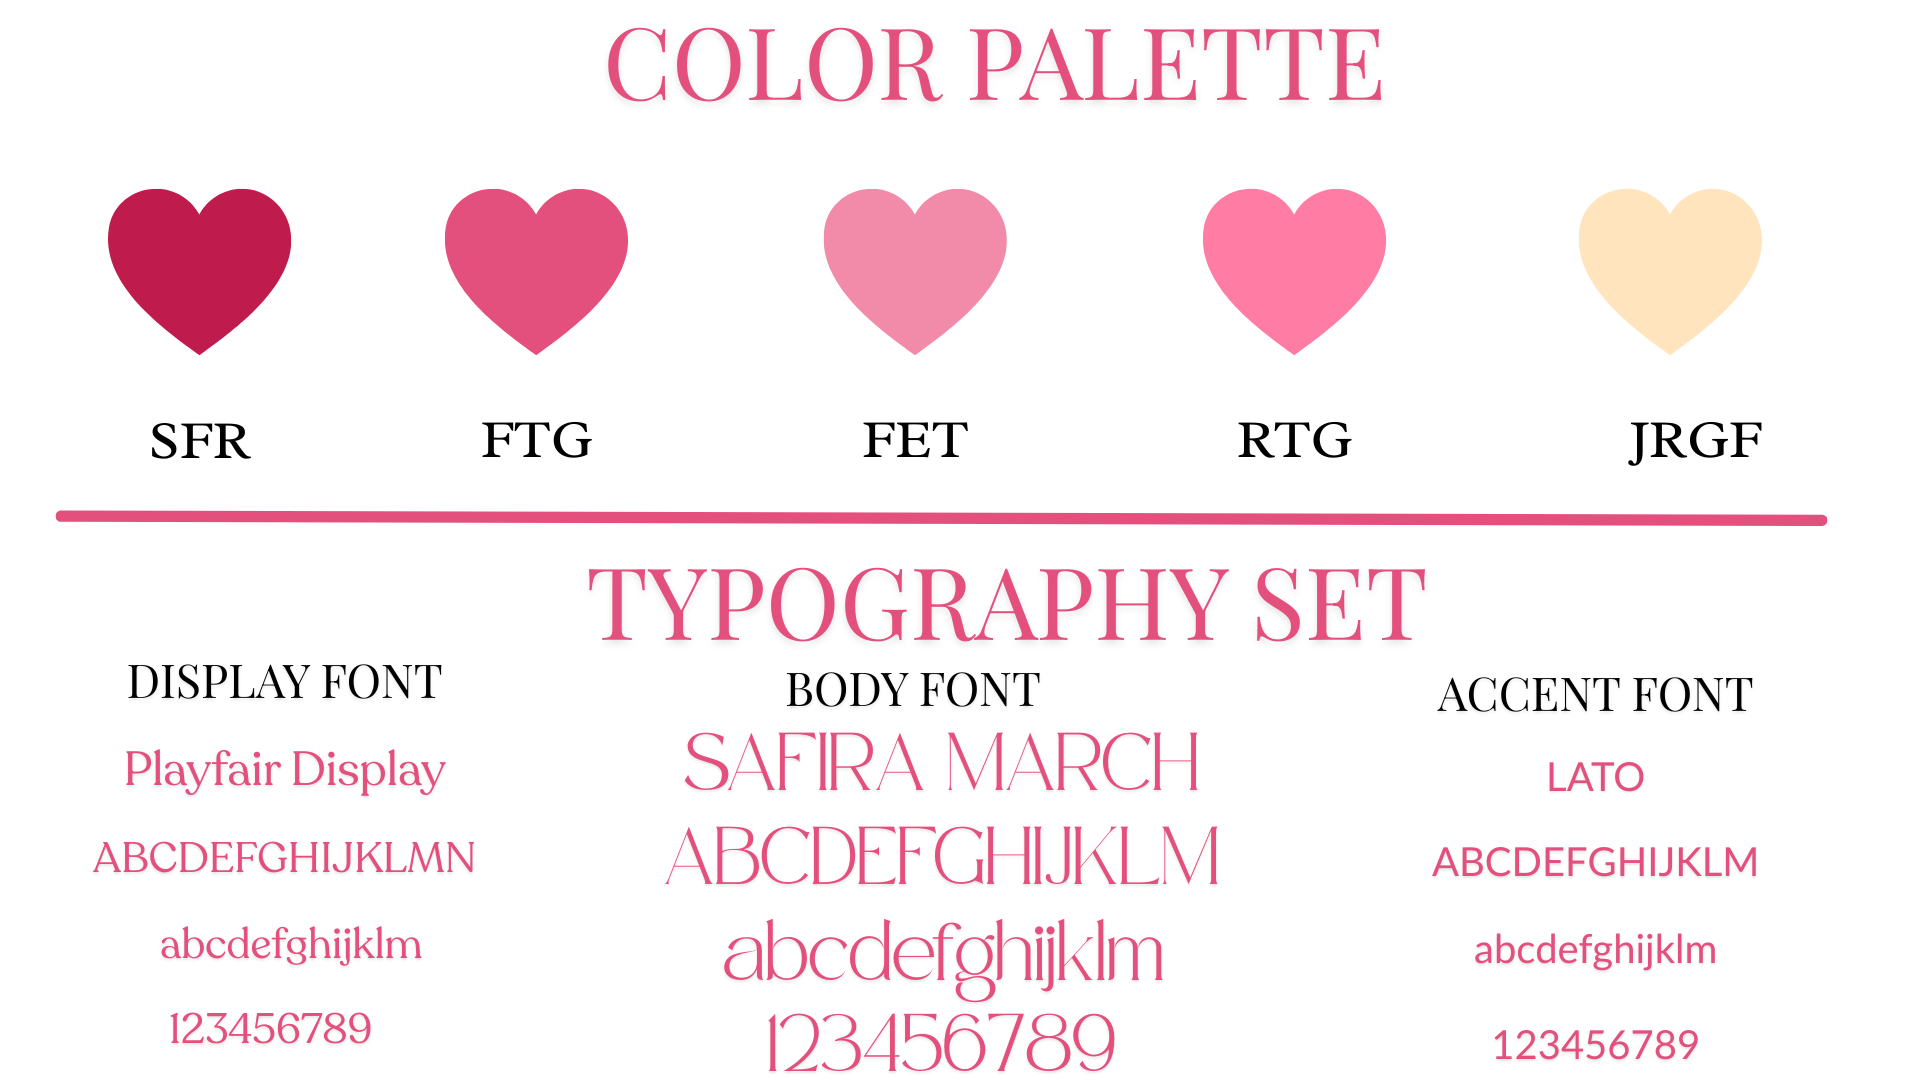 COLOR PALETTE
SFR
FTG
FET
RTG
JRGF
TYPOGRAPHY SET
DISPLAY FONT
Playfair Display
ABCDEFGHIJKLMN
abcdefghijklm
123456789
BODY FONT
SAFIRA MARCH
ABCDEFGHIJKLM
abcdefghijklm
123456789
ACCENT FONT
LATO
ABCDEFGHIJKLM
abcdefghijklm
123456789